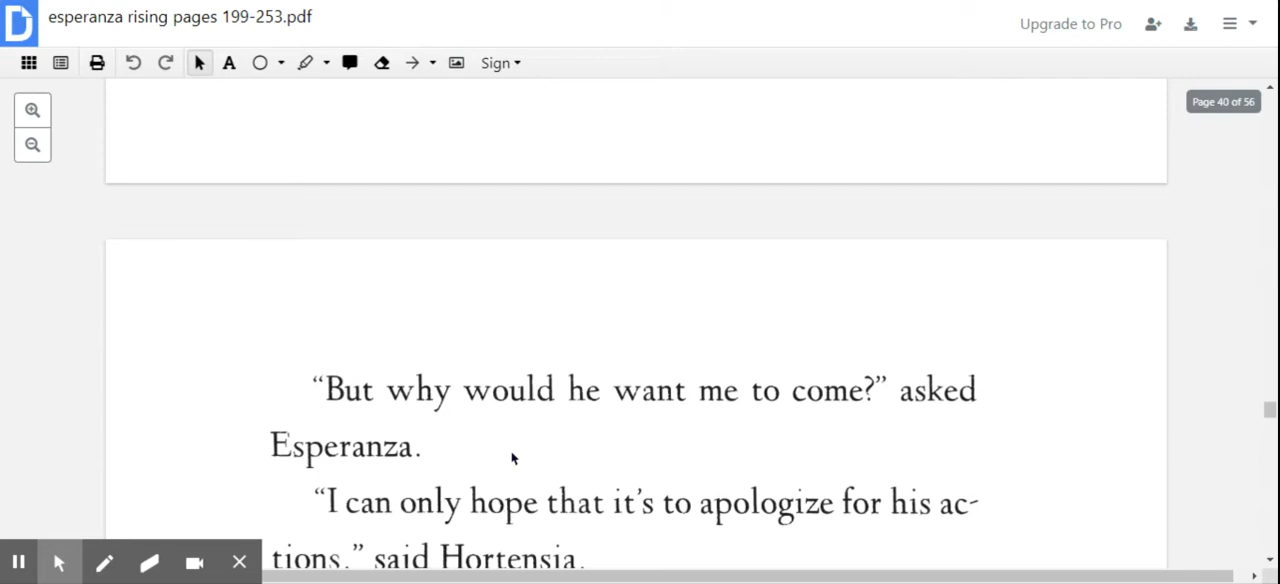 esperanza rising pages 199-253.pdf
Upgrade to Pro
A
Sign
Page 40 of 56
“But why would he want me to come?” asked
Esperanza.
“I can only hope that it’s to apologize for his ac-
tions,” said Hortensia.